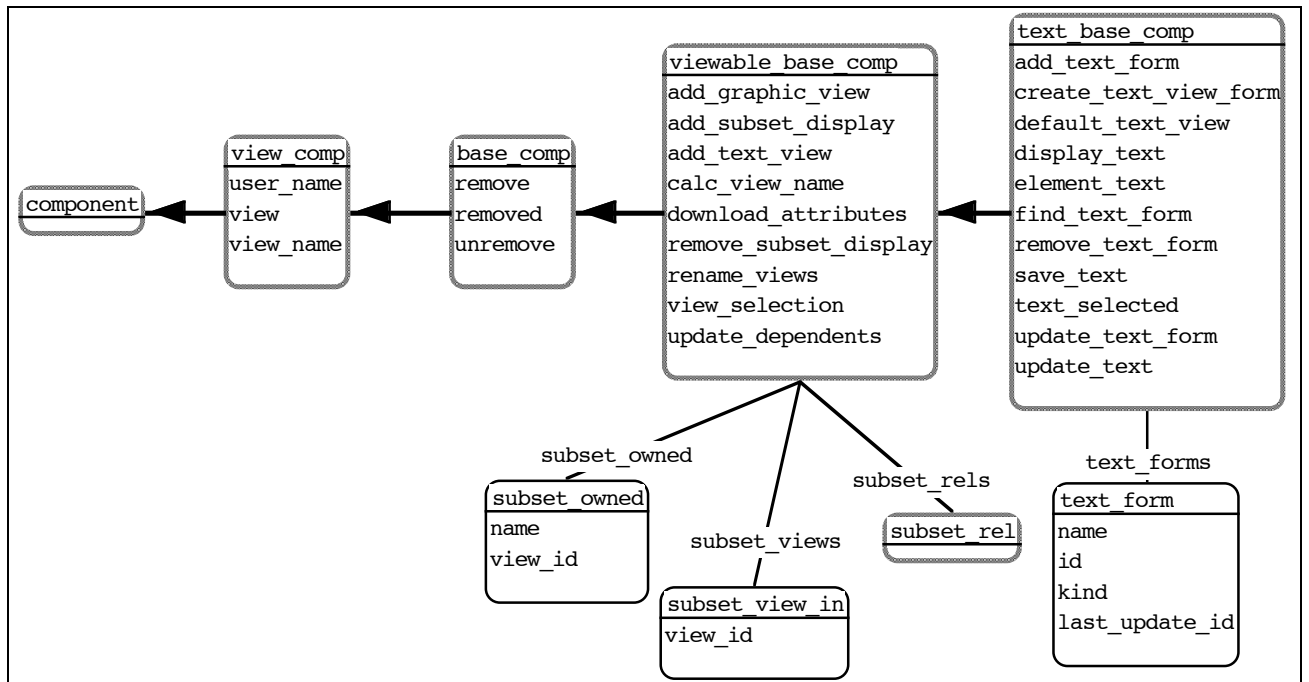 component
view_comp
user_name
view
view_name
base_comp
remove
removed
unremove
viewable_base_comp
add_graphic_view
add_subset_display
add_text_view
calc_view_name
download_attributes
remove_subset_display
rename_views
view_selection
update_dependents
text_base_comp
add_text_form
create_text_view_form
default_text_view
display_text
element_text
find_text_form
remove_text_form
save_text
text_selected
update_text_form
update_text
subset_owned
subset_owned
name
view_id
subset_views
subset_view_in
view_id
subset_rels
subset_rel
text_forms
text_form
name
id
kind
last_update_id